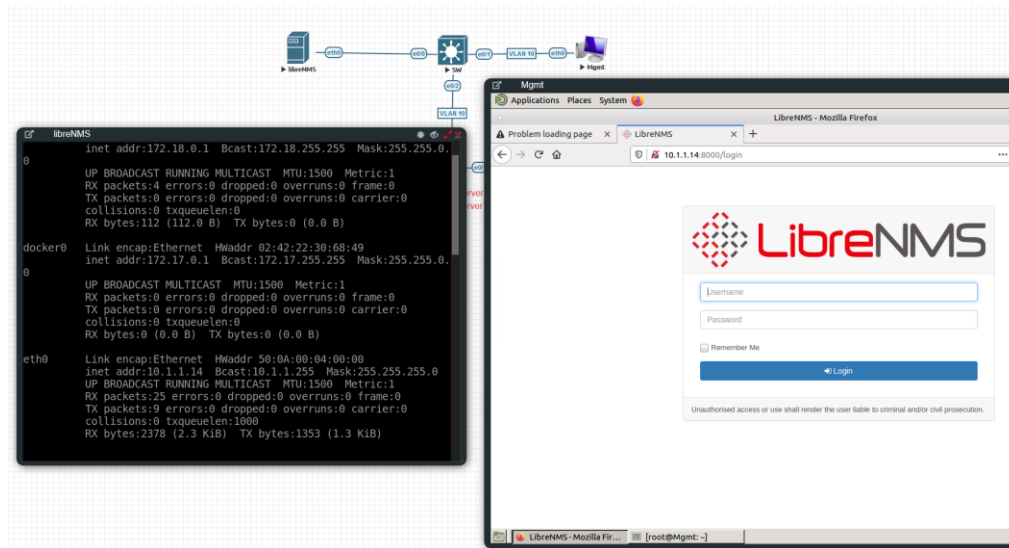 eth0
e0/0
e0/1
VLAN 10
eth0
libreNMS
SW
Mgmt
e0/2
VLAN 10
libreNMS
inet addr:172.18.0.1 Bcast:172.18.255.255 Mask:255.255.0.
0
UP BROADCAST RUNNING MULTICAST MTU:1500 Metric:1
RX packets:4 errors:0 dropped:0 overruns:0 frame:0
TX packets:0 errors:0 dropped:0 overruns:0 carrier:0
collisions:0 txqueuelen:0
RX bytes:112 (112.0 B) TX bytes:0 (0.0 B)
docker0 Link encap:Ethernet HWaddr 02:42:22:30:68:49
inet addr:172.17.0.1 Bcast:172.17.255.255 Mask:255.255.0.
0
UP BROADCAST MULTICAST MTU:1500 Metric:1
RX packets:0 errors:0 dropped:0 overruns:0 frame:0
TX packets:0 errors:0 dropped:0 overruns:0 carrier:0
collisions:0 txqueuelen:0
RX bytes:0 (0.0 B) TX bytes:0 (0.0 B)
eth0 Link encap:Ethernet HWaddr 50:0A:00:04:00:00
inet addr:10.1.1.14 Bcast:10.1.1.255 Mask:255.255.255.0
UP BROADCAST RUNNING MULTICAST MTU:1500 Metric:1
RX packets:25 errors:0 dropped:0 overruns:0 frame:0
TX packets:9 errors:0 dropped:0 overruns:0 carrier:0
collisions:0 txqueuelen:1000
RX bytes:2378 (2.3 KiB) TX bytes:1353 (1.3 KiB)
Mgmt
Applications Places System
LibreNMS - Mozilla Firefox
Problem loading page
LibreNMS
10.1.1.14:8000/login
LibreNMS
Username
Password
Remember Me
Login
Unauthorised access or use shall render the user liable to criminal and/or civil prosecution.
LibreNMS - Mozilla Fir...
[root@Mgmt: ~]